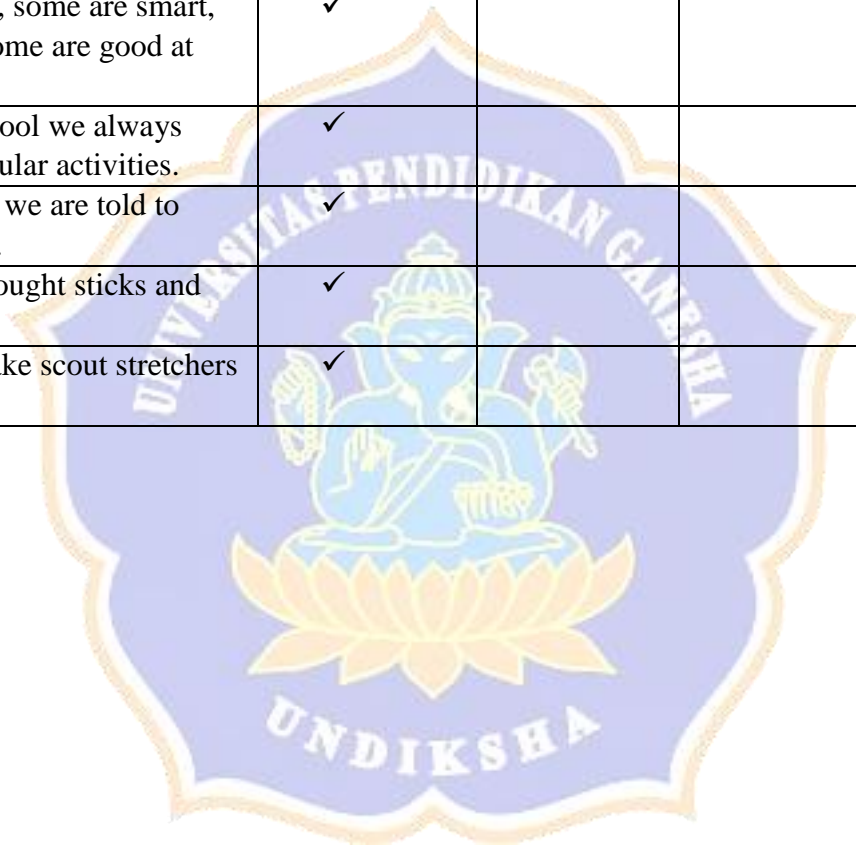 , some are smart, ✓
ome are good at
ool we always ✓
ular activities.
we are told to ✓
.
ought sticks and ✓
ake scout stretchers ✓
UNIVERSITAS PENDIDIKAN GANESHA
UNDIKSHA